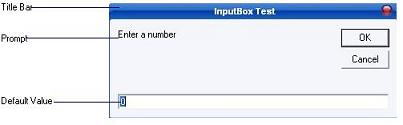 Title Bar
InputBox Test
Prompt
Enter a number
OK
Cancel
Default Value
0